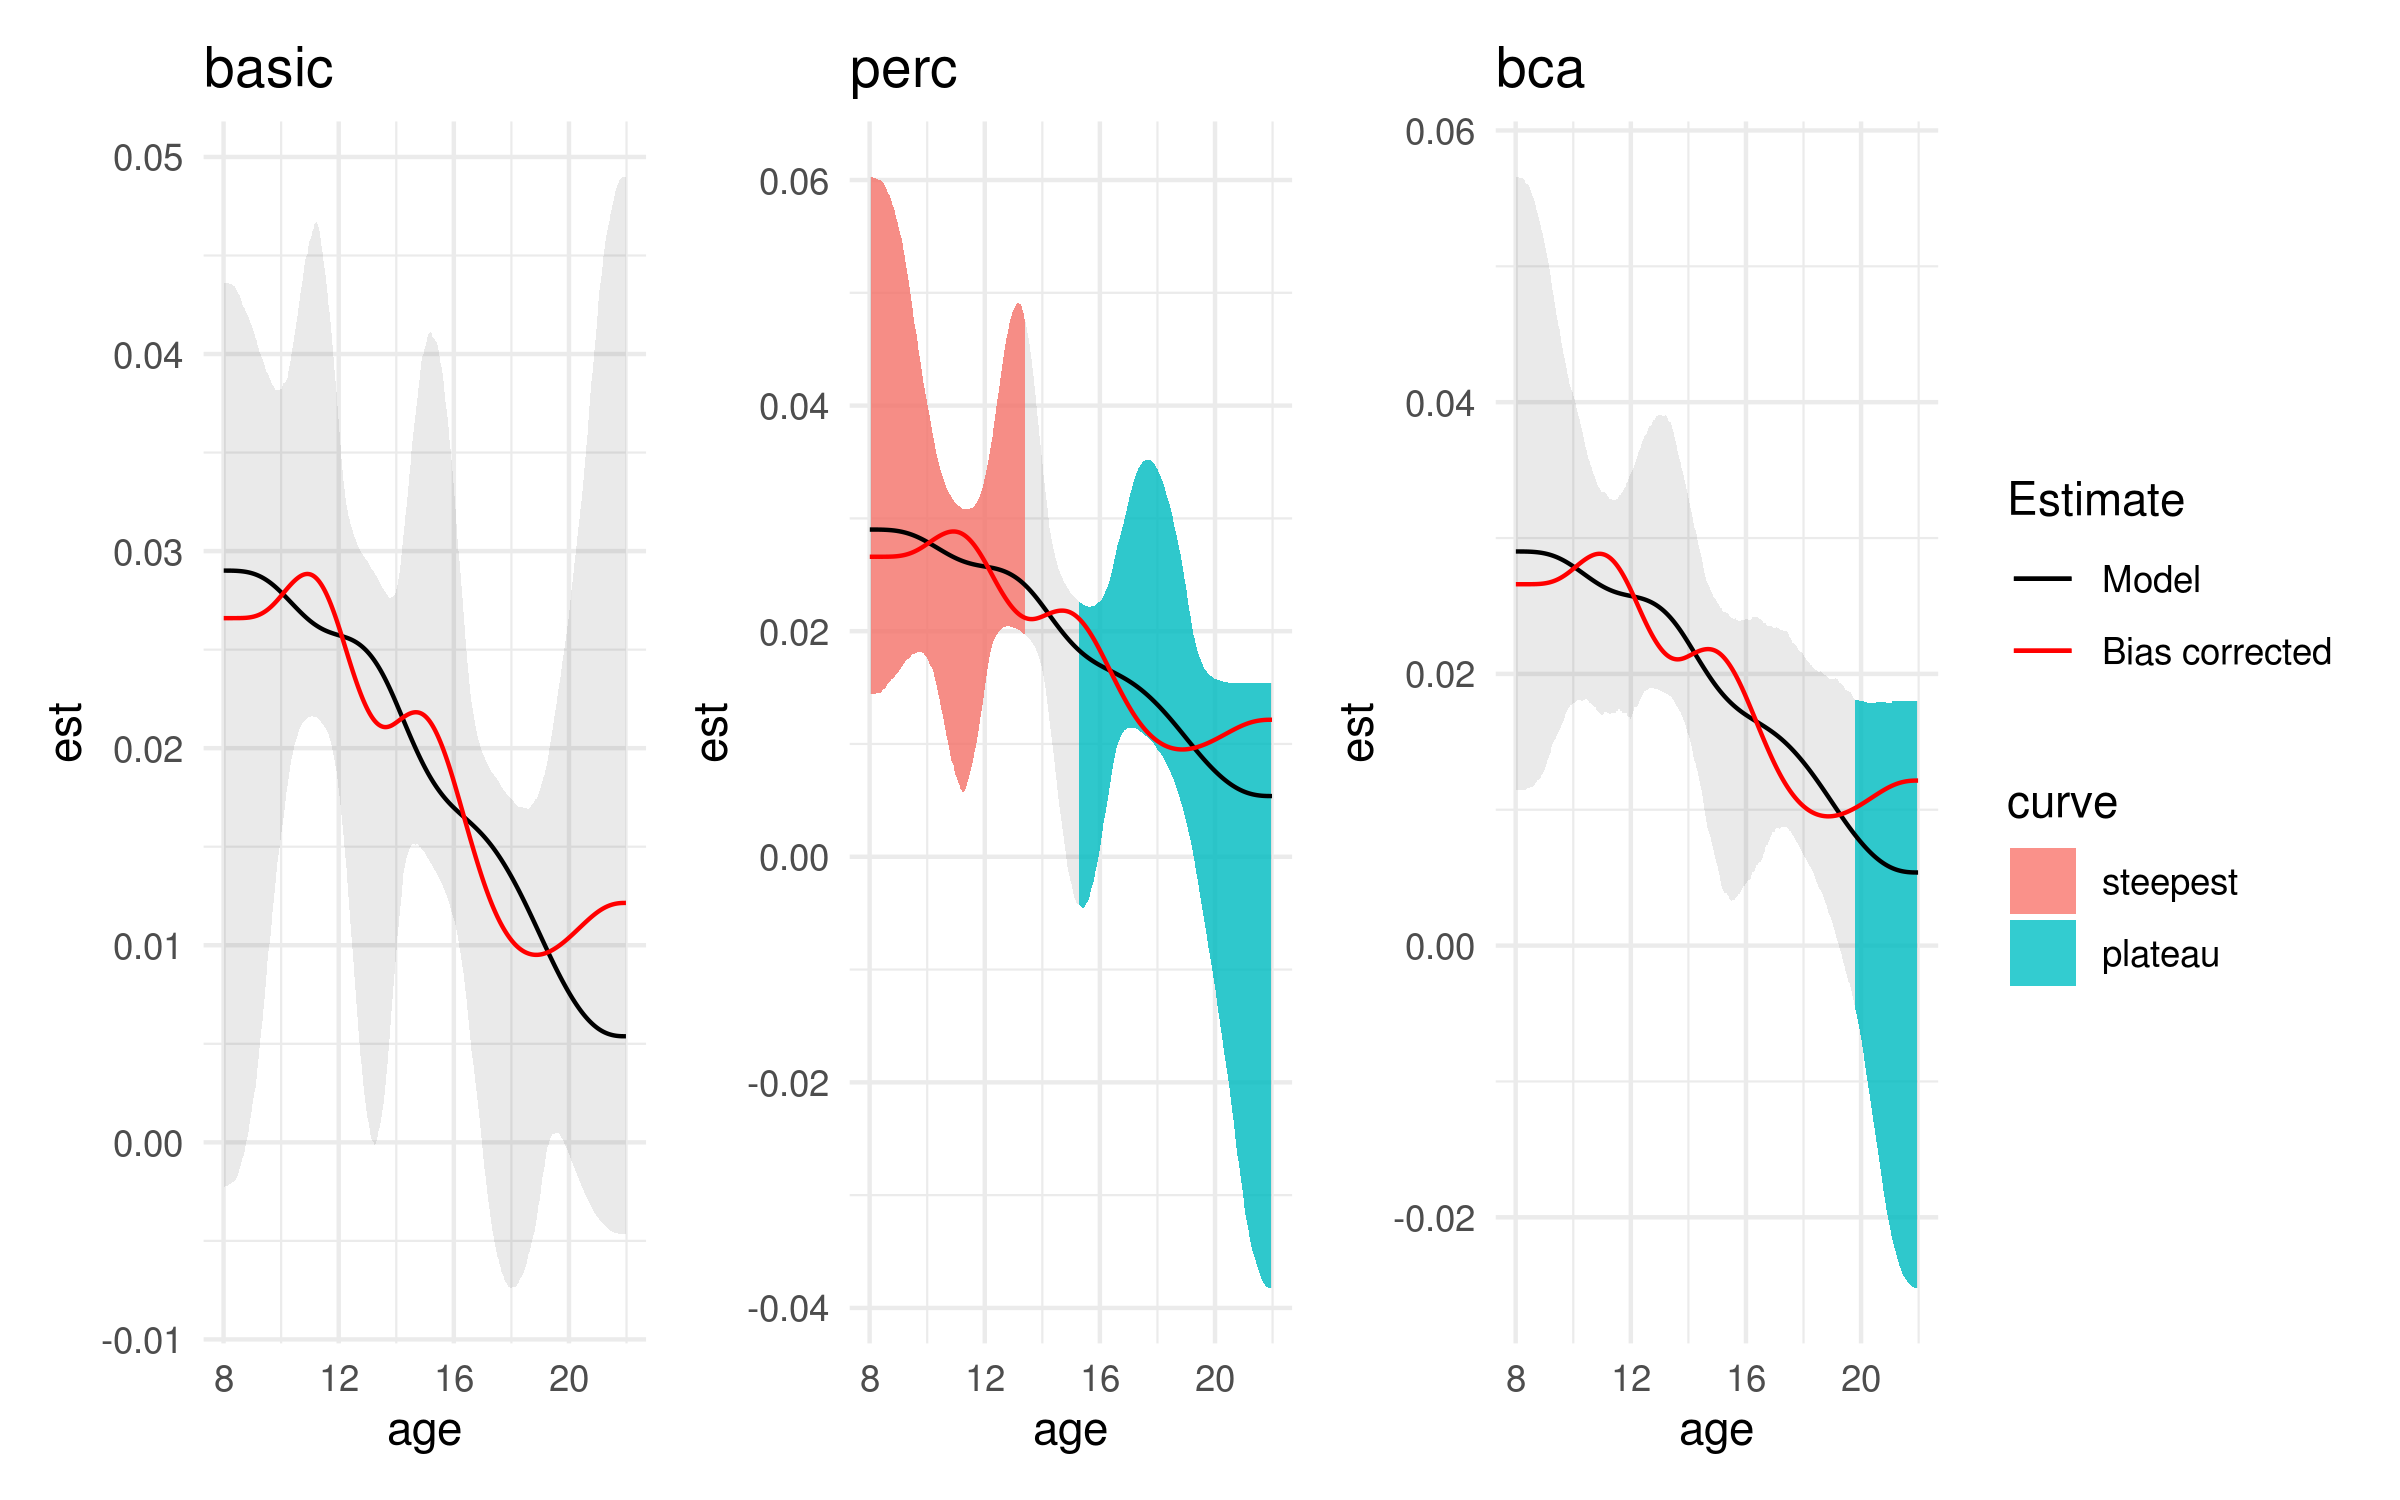 basic
0.05
0.04
0.03
0.02
0.01
0.00
-0.01
est
8 12 16 20
age
perc
0.06
0.04
0.02
0.00
-0.02
-0.04
est
8 12 16 20
age
bca
0.06
0.04
0.02
0.00
-0.02
est
8 12 16 20
age
Estimate
Model
Bias corrected
curve
steepest
plateau